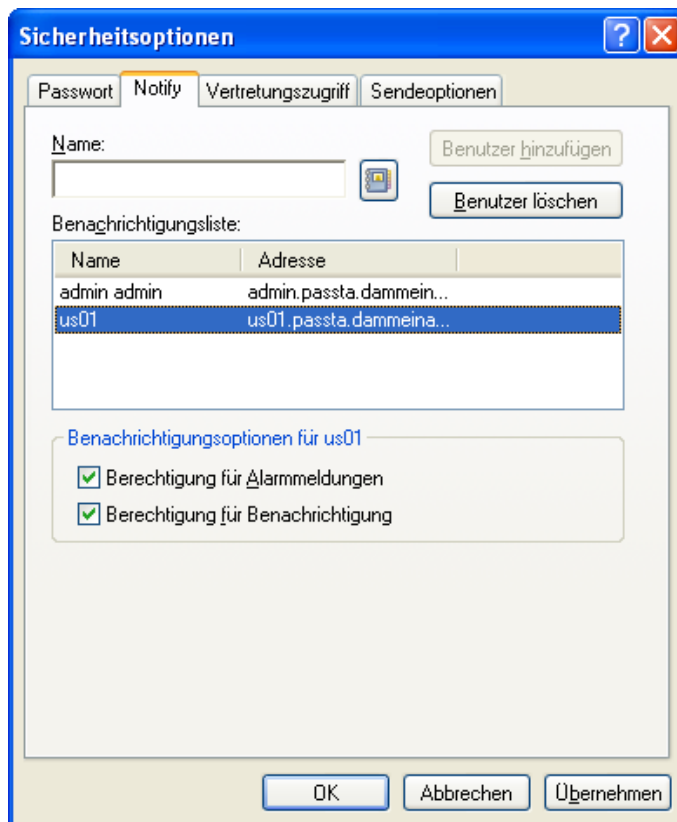 Sicherheitsoptionen
Passwort Notify Vertretungszugriff Sendeoptionen
Name:
Benutzer hinzufügen
Benutzer löschen
Benachrichtigungsliste:
Name Adresse
admin admin admin.passta.dammein...
us01 us01.passta.dammeina...
Benachrichtigungsoptionen für us01
Berechtigung für Alarmmeldungen
Berechtigung für Benachrichtigung
OK Abbrechen Übernehmen